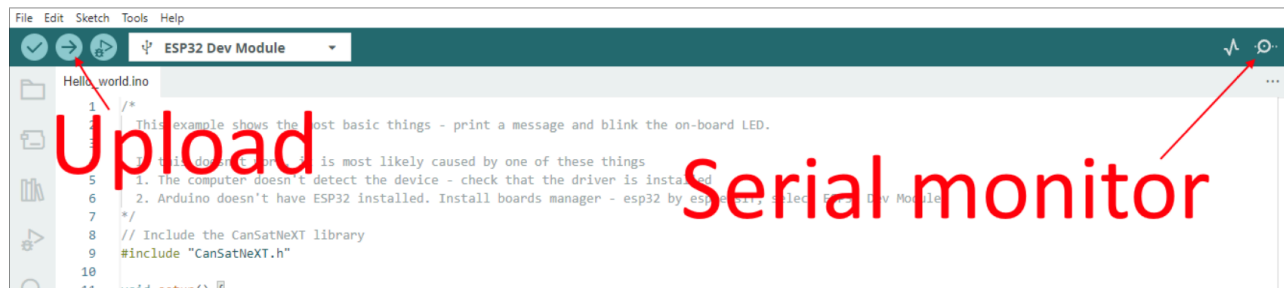 File Edit Sketch Tools Help
ESP32 Dev Module
Hello_world.ino
1 /*
2 This example shows the most basic things - print a message and blink the on-board LED.
3
If this doesn't work, it is most likely caused by one of these things
5 1. The computer doesn't detect the device - check that the driver is installed
6 2. Arduino doesn't have ESP32 installed. Install boards manager - esp32 by espressif, select ESP32 Dev Module
7 */
8 // Include the CanSatNeXT library
9 #include "CanSatNeXT.h"
10
11 void setup() {
Upload
Serial monitor